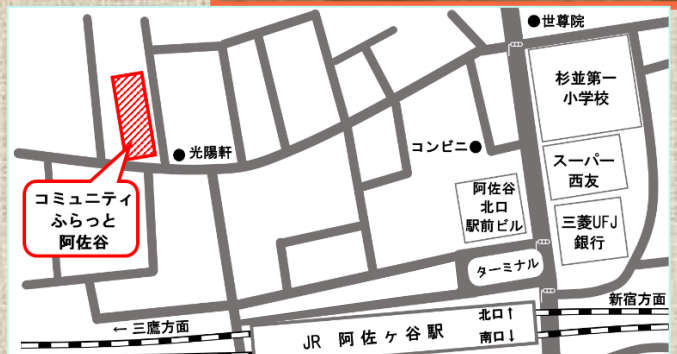 ●世尊院
杉並第一
小学校
●光陽軒
コンビニ●
スーパー
西友
コミュニティ
ふらっと
阿佐谷
阿佐谷
北口
駅前ビル
三菱UFJ
銀行
ターミナル
新宿方面
← 三鷹方面
北口↑
JR 阿佐ヶ谷駅
南口↓